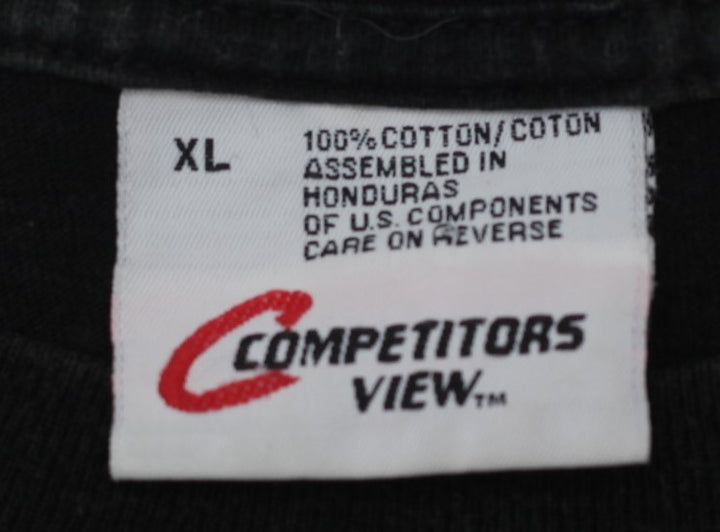 XL
100% COTTON/COTON
ASSEMBLED IN
HONDURAS
OF U.S. COMPONENTS
CARE ON REVERSE
COMPETITORS
VIEW™